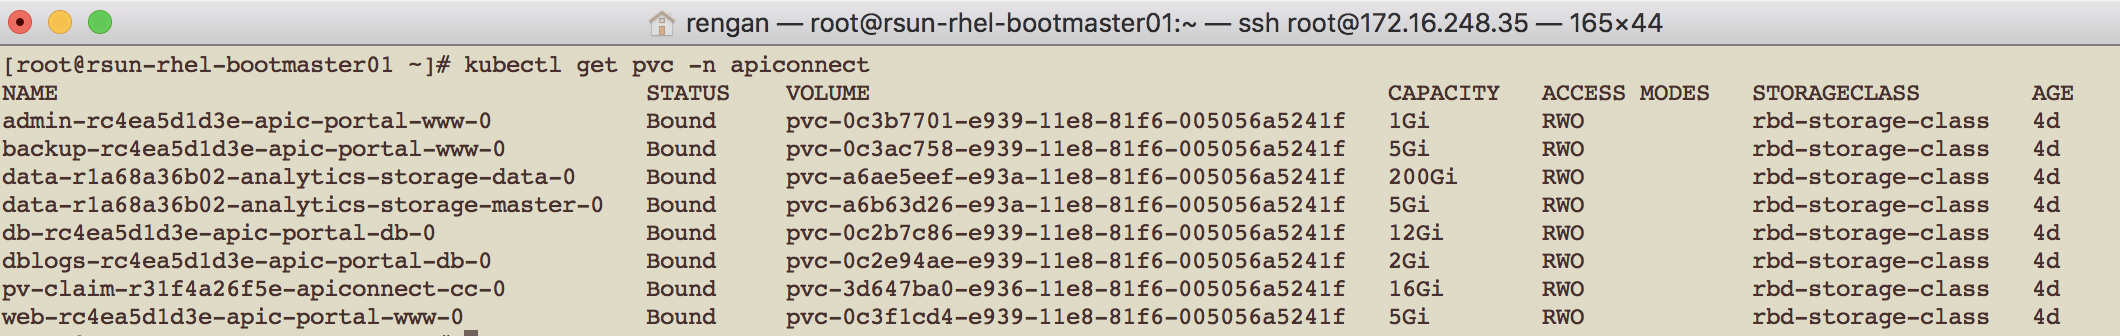 rengan — root@rsun-rhel-bootmaster01:~ — ssh root@172.16.248.35 — 165×44
[root@rsun-rhel-bootmaster01 ~]# kubectl get pvc -n apiconnect
NAME STATUS VOLUME CAPACITY ACCESS MODES STORAGECLASS AGE
admin-rc4ea5d1d3e-apic-portal-www-0 Bound pvc-0c3b7701-e939-11e8-81f6-005056a5241f 1Gi RWO rbd-storage-class 4d
backup-rc4ea5d1d3e-apic-portal-www-0 Bound pvc-0c3ac758-e939-11e8-81f6-005056a5241f 5Gi RWO rbd-storage-class 4d
data-r1a68a36b02-analytics-storage-data-0 Bound pvc-a6ae5eef-e93a-11e8-81f6-005056a5241f 200Gi RWO rbd-storage-class 4d
data-r1a68a36b02-analytics-storage-master-0 Bound pvc-a6b63d26-e93a-11e8-81f6-005056a5241f 5Gi RWO rbd-storage-class 4d
db-rc4ea5d1d3e-apic-portal-db-0 Bound pvc-0c2b7c86-e939-11e8-81f6-005056a5241f 12Gi RWO rbd-storage-class 4d
dblogs-rc4ea5d1d3e-apic-portal-db-0 Bound pvc-0c2e94ae-e939-11e8-81f6-005056a5241f 2Gi RWO rbd-storage-class 4d
pv-claim-r31f4a26f5e-apiconnect-cc-0 Bound pvc-3d647ba0-e936-11e8-81f6-005056a5241f 16Gi RWO rbd-storage-class 4d
web-rc4ea5d1d3e-apic-portal-www-0 Bound pvc-0c3f1cd4-e939-11e8-81f6-005056a5241f 5Gi RWO rbd-storage-class 4d